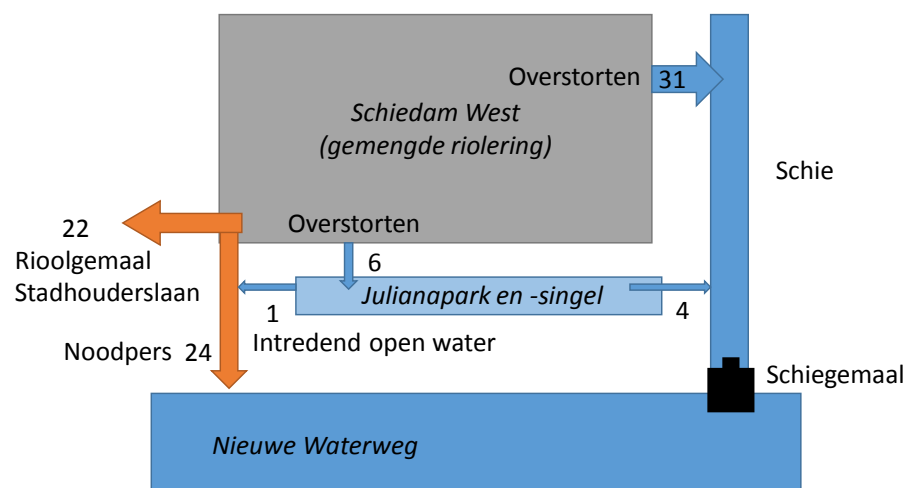 Overstorten
31
Schiedam West
(gemengde riolering)
Schie
22
Rioolgemaal
Stadhouderslaan
Overstorten
6
Julianapark en -singel
1
4
Intredend open water
Noodpers 24
Schiegemaal
Nieuwe Waterweg